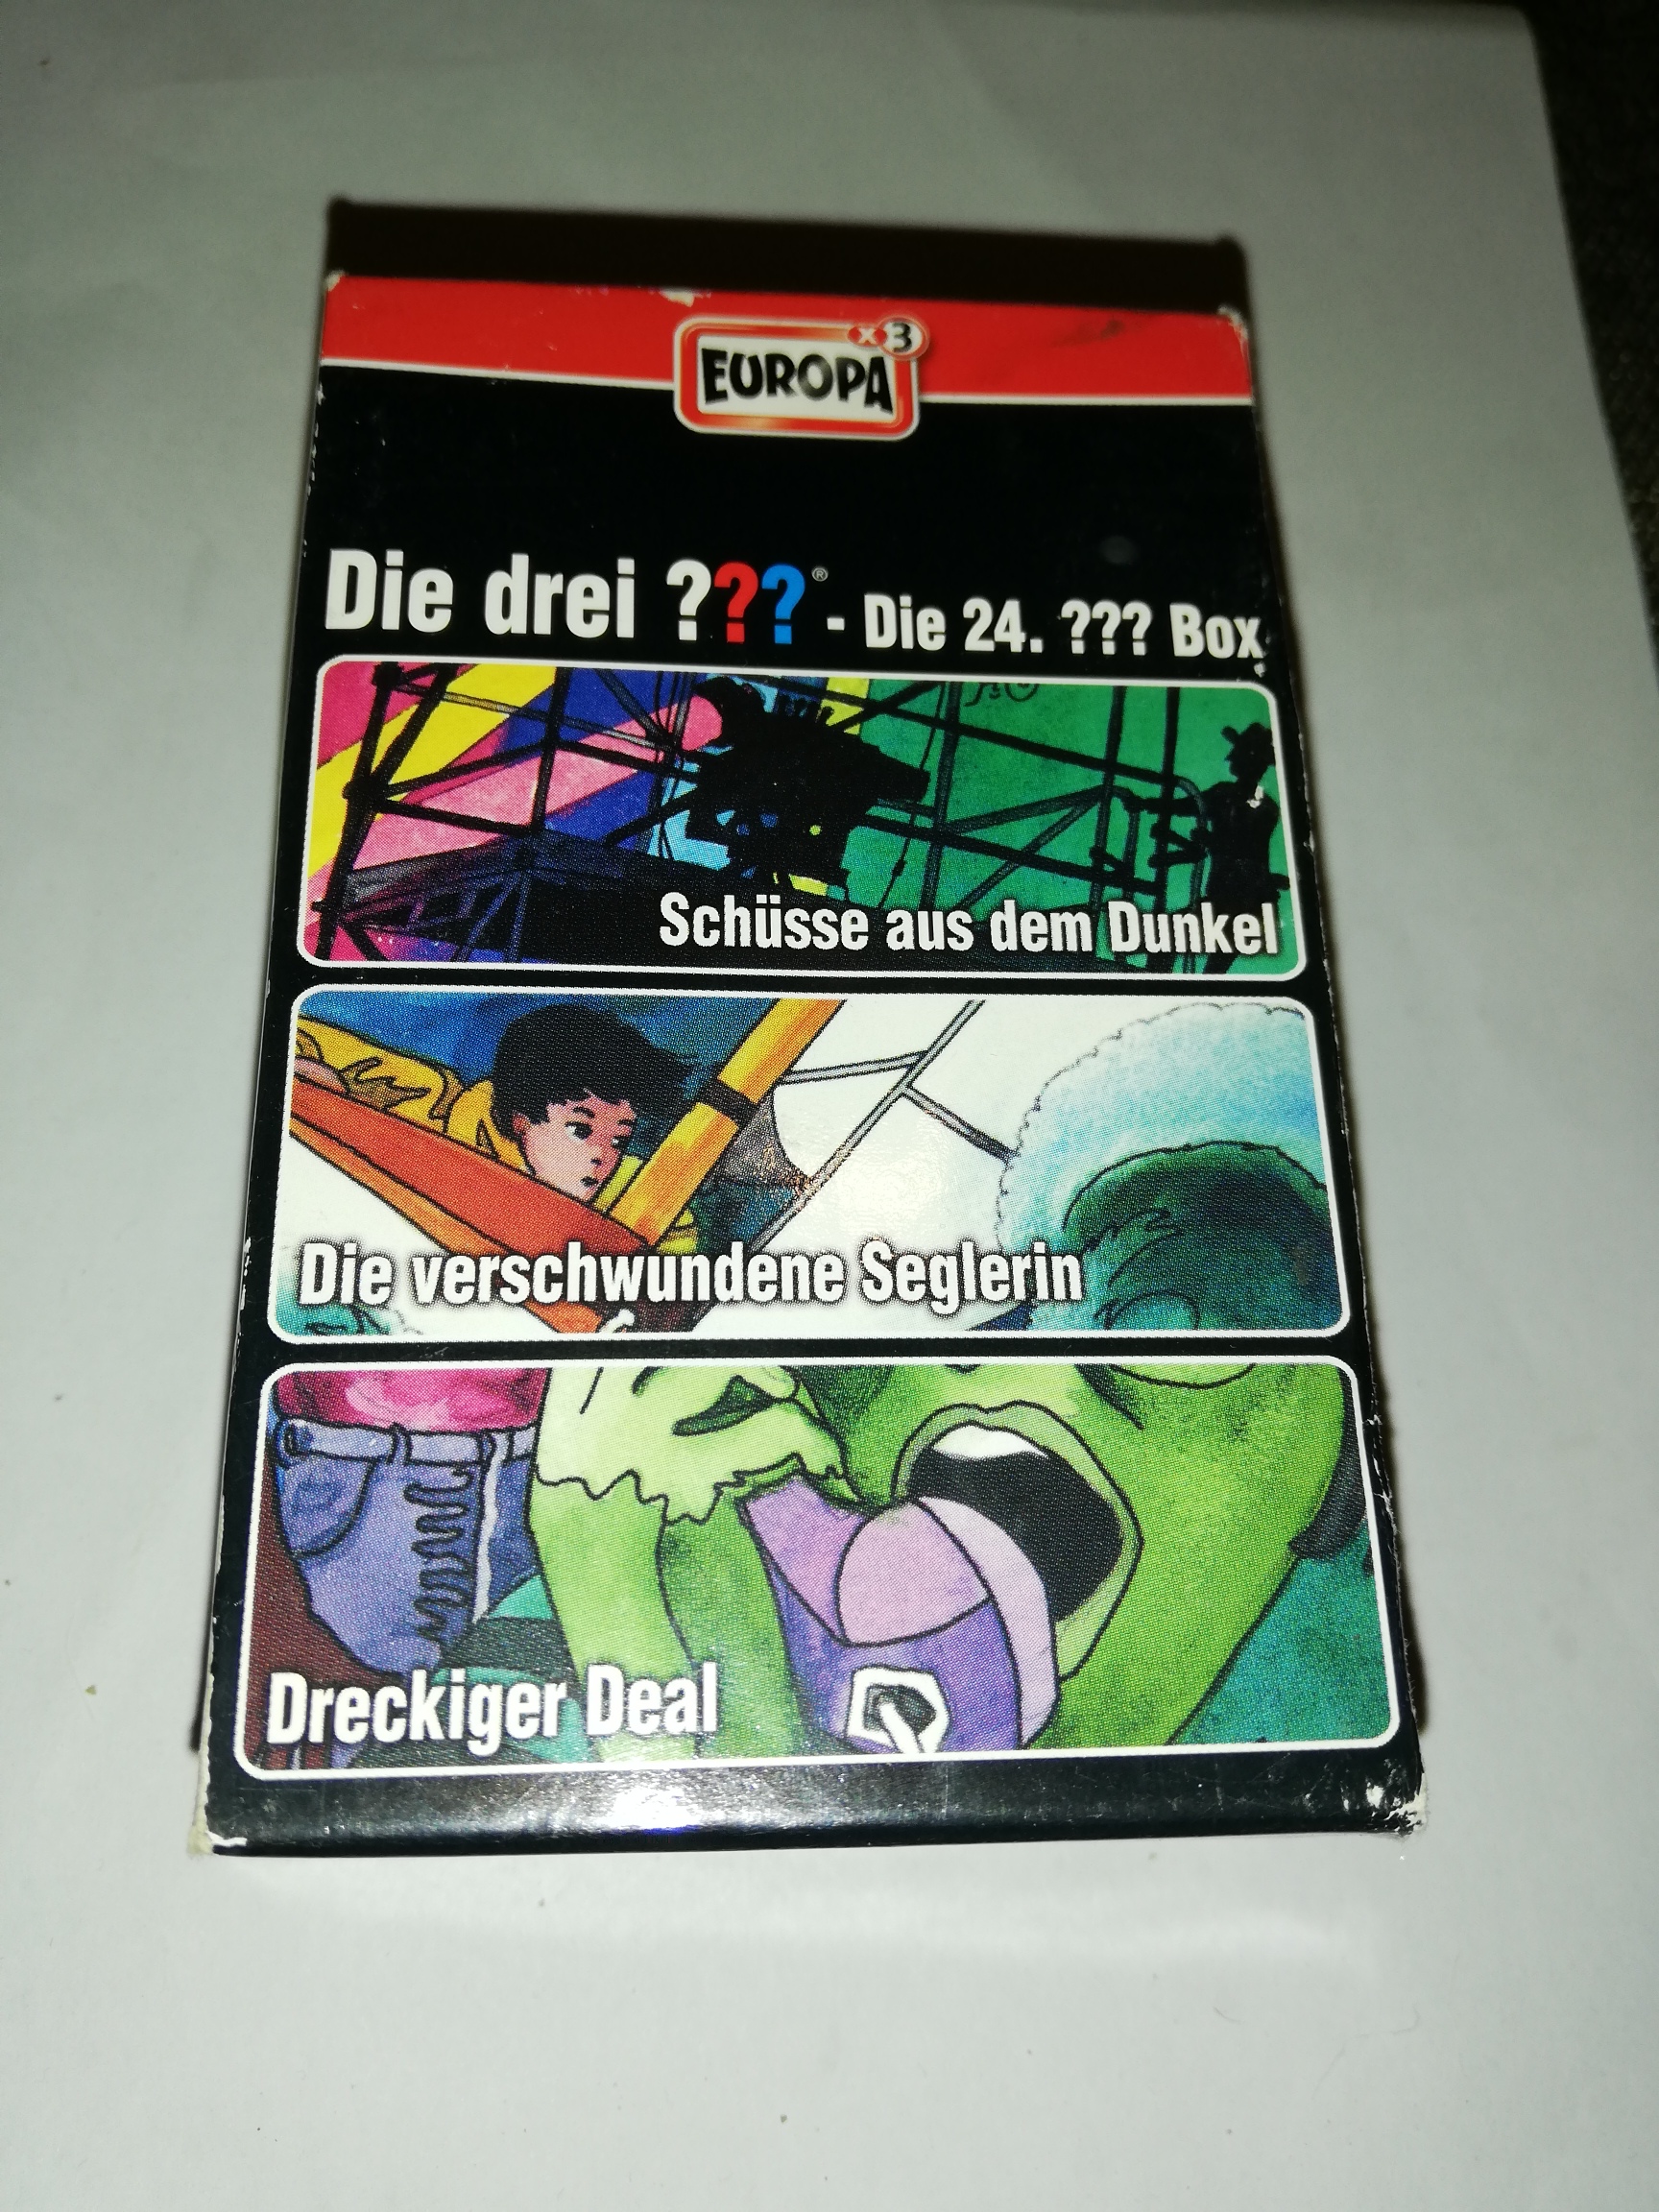 x3
EUROPA
Die drei ???® - Die 24. ??? Box
Schüsse aus dem Dunkel
Die verschwundene Seglerin
Dreckiger Deal